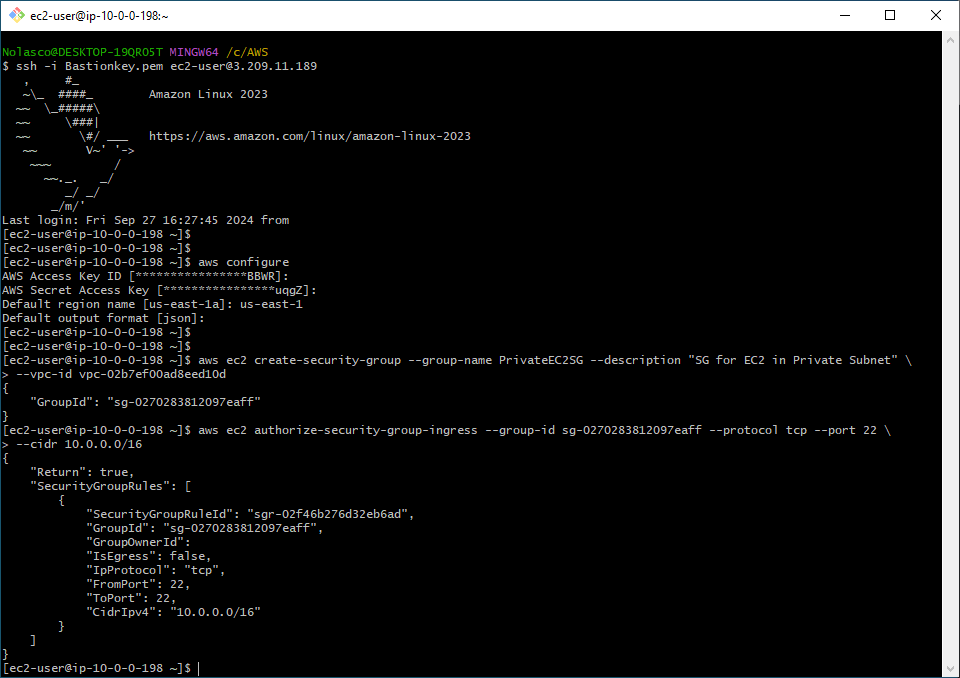 ec2-user@ip-10-0-0-198:~
Nolasco@DESKTOP-19QRO5T MINGW64 /c/AWS
$ ssh -i Bastionkey.pem ec2-user@3.209.11.189
   ,     #_
   ~\_  ####_        Amazon Linux 2023
  ~~  \_#####\
  ~~     \###|
  ~~       \#/ ___   https://aws.amazon.com/linux/amazon-linux-2023
   ~~       V~' '->
    ~~~         /
      ~~._.   _/
         _/ _/
       _/m/'
Last login: Fri Sep 27 16:27:45 2024 from
[ec2-user@ip-10-0-0-198 ~]$
[ec2-user@ip-10-0-0-198 ~]$
[ec2-user@ip-10-0-0-198 ~]$ aws configure
AWS Access Key ID [****************BBWR]:
AWS Secret Access Key [****************uqgZ]:
Default region name [us-east-1a]: us-east-1
Default output format [json]:
[ec2-user@ip-10-0-0-198 ~]$
[ec2-user@ip-10-0-0-198 ~]$
[ec2-user@ip-10-0-0-198 ~]$ aws ec2 create-security-group --group-name PrivateEC2SG --description "SG for EC2 in Private Subnet" \
> --vpc-id vpc-02b7ef00ad8eed10d
{
    "GroupId": "sg-0270283812097eaff"
}
[ec2-user@ip-10-0-0-198 ~]$ aws ec2 authorize-security-group-ingress --group-id sg-0270283812097eaff --protocol tcp --port 22 \
> --cidr 10.0.0.0/16
{
    "Return": true,
    "SecurityGroupRules": [
        {
            "SecurityGroupRuleId": "sgr-02f46b276d32eb6ad",
            "GroupId": "sg-0270283812097eaff",
            "GroupOwnerId":
            "IsEgress": false,
            "IpProtocol": "tcp",
            "FromPort": 22,
            "ToPort": 22,
            "CidrIpv4": "10.0.0.0/16"
        }
    ]
}
[ec2-user@ip-10-0-0-198 ~]$